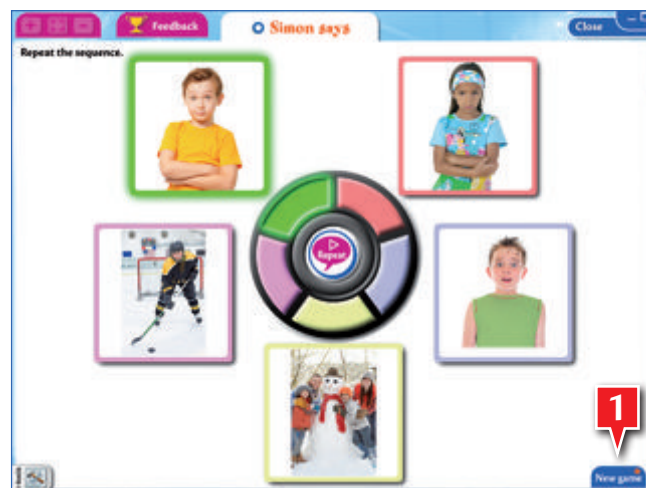 Feedback
Simon says
Close
Repeat the sequence.
Repeat
1
New game